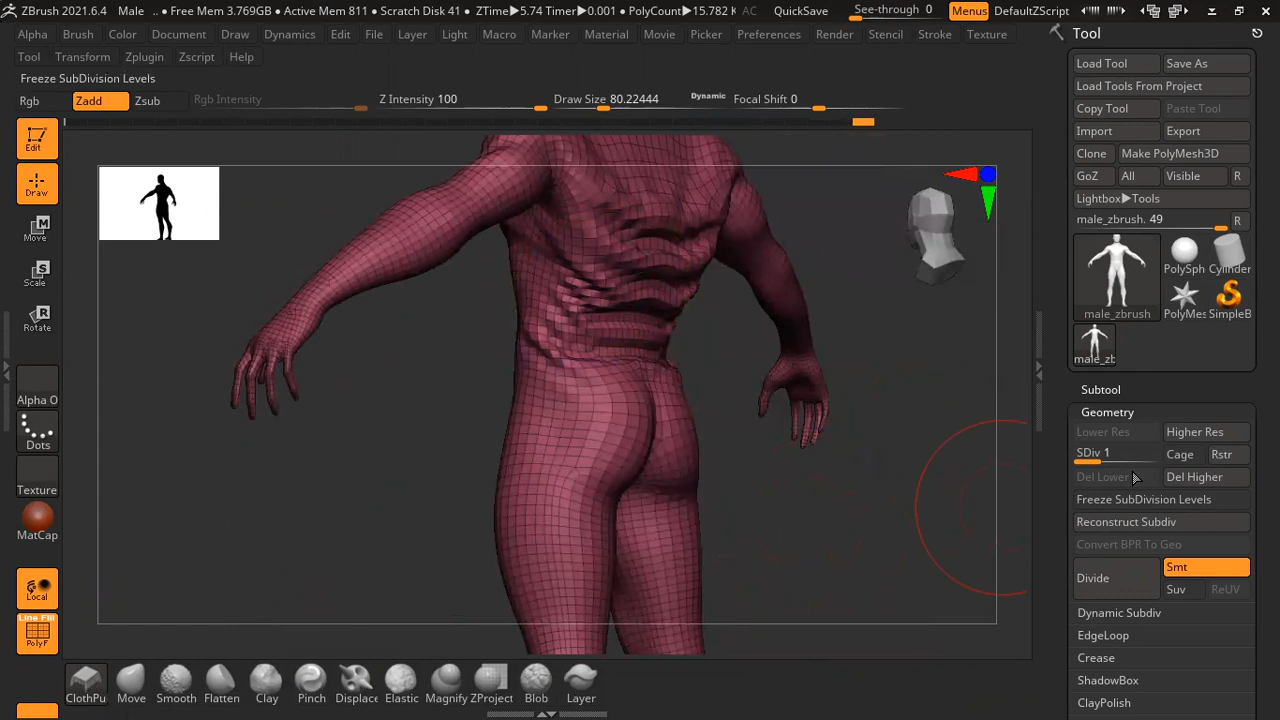 ZBrush 2021.6.4 Male • Free Mem 3.769GB • Active Mem 811 • Scratch Disk 41 • ZTime▶5.74 Timer▶0.001 • PolyCount▶15.782 K AC QuickSave See-through 0 Menus DefaultZScript
Alpha Brush Color Document Draw Dynamics Edit File Layer Light Macro Marker Material Movie Picker Preferences Render Stencil Stroke Texture
Tool Transform Zplugin Zscript Help
Freeze SubDivision Levels
Rgb Zadd Zsub Rgb Intensity Z Intensity 100 Draw Size 80.22444 Dynamic Focal Shift 0
Edit
Draw
Move
Scale
Rotate
Alpha O
Dots
Texture
MatCap
Local
Line Fill
PolyF
ClothPu Move Smooth Flatten Clay Pinch Displace Elastic Magnify ZProject Blob Layer
Tool
Load Tool Save As
Load Tools From Project
Copy Tool Paste Tool
Import Export
Clone Make PolyMesh3D
GoZ All Visible R
Lightbox▶Tools
male_zbrush. 49 R
PolySph Cylinder
male_zbrush PolyMes SimpleB
male_zb
Subtool
Geometry
Lower Res Higher Res
SDiv 1 Cage Rstr
Del Lower Del Higher
Freeze SubDivision Levels
Reconstruct Subdiv
Convert BPR To Geo
Divide Smt
Suv ReUV
Dynamic Subdiv
EdgeLoop
Crease
ShadowBox
ClayPolish